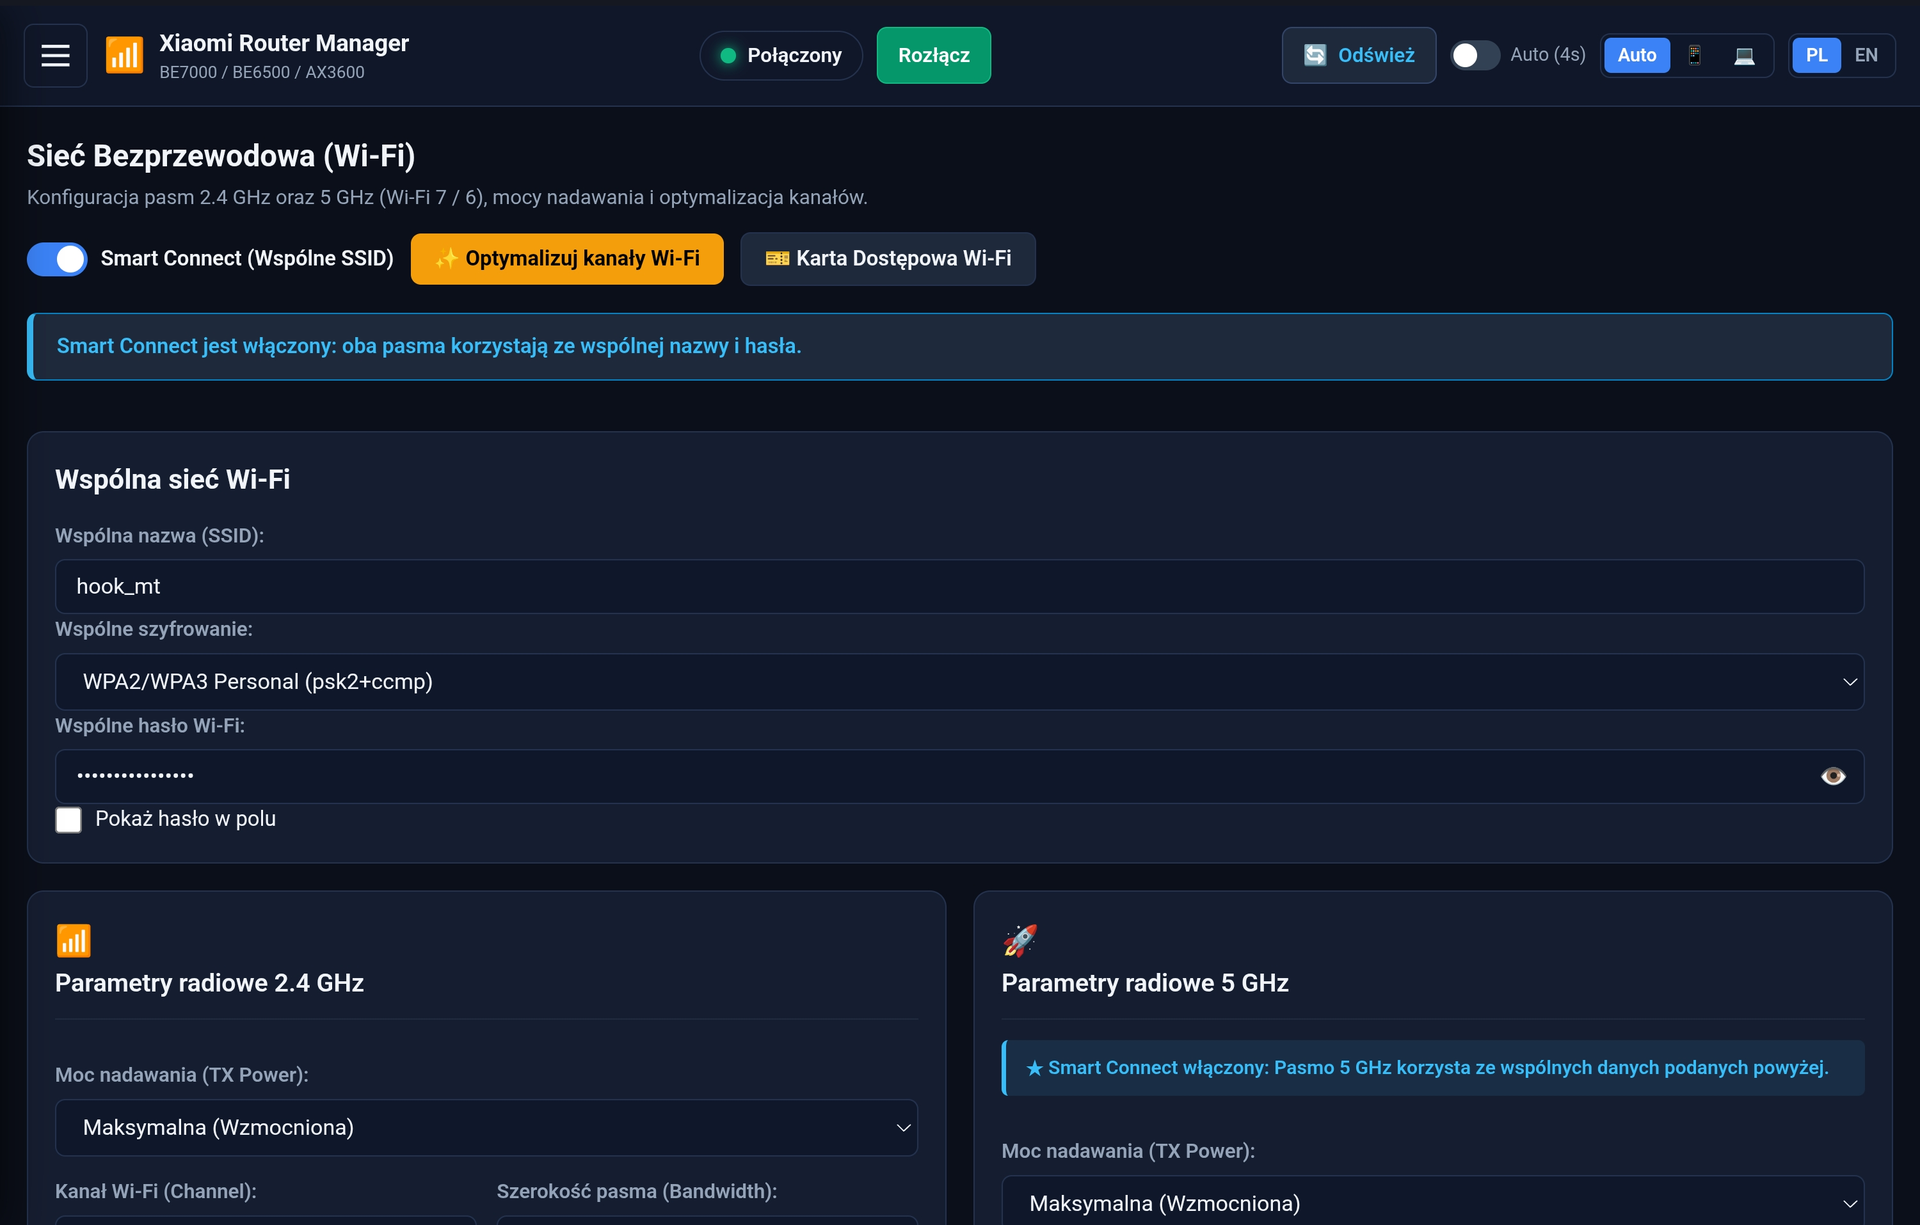 Xiaomi Router Manager
BE7000 / BE6500 / AX3600
Połączony
Rozłącz
Odśwież
Auto (4s)
Auto
PL
EN
Sieć Bezprzewodowa (Wi-Fi)
Konfiguracja pasm 2.4 GHz oraz 5 GHz (Wi-Fi 7 / 6), mocy nadawania i optymalizacja kanałów.
Smart Connect (Wspólne SSID)
Optymalizuj kanały Wi-Fi
Karta Dostępowa Wi-Fi
Smart Connect jest włączony: oba pasma korzystają ze wspólnej nazwy i hasła.
Wspólna sieć Wi-Fi
Wspólna nazwa (SSID):
hook_mt
Wspólne szyfrowanie:
WPA2/WPA3 Personal (psk2+ccmp)
Wspólne hasło Wi-Fi:
••••••••••••••••
Pokaż hasło w polu
Parametry radiowe 2.4 GHz
Moc nadawania (TX Power):
Maksymalna (Wzmocniona)
Kanał Wi-Fi (Channel):
Szerokość pasma (Bandwidth):
Parametry radiowe 5 GHz
★ Smart Connect włączony: Pasmo 5 GHz korzysta ze wspólnych danych podanych powyżej.
Moc nadawania (TX Power):
Maksymalna (Wzmocniona)